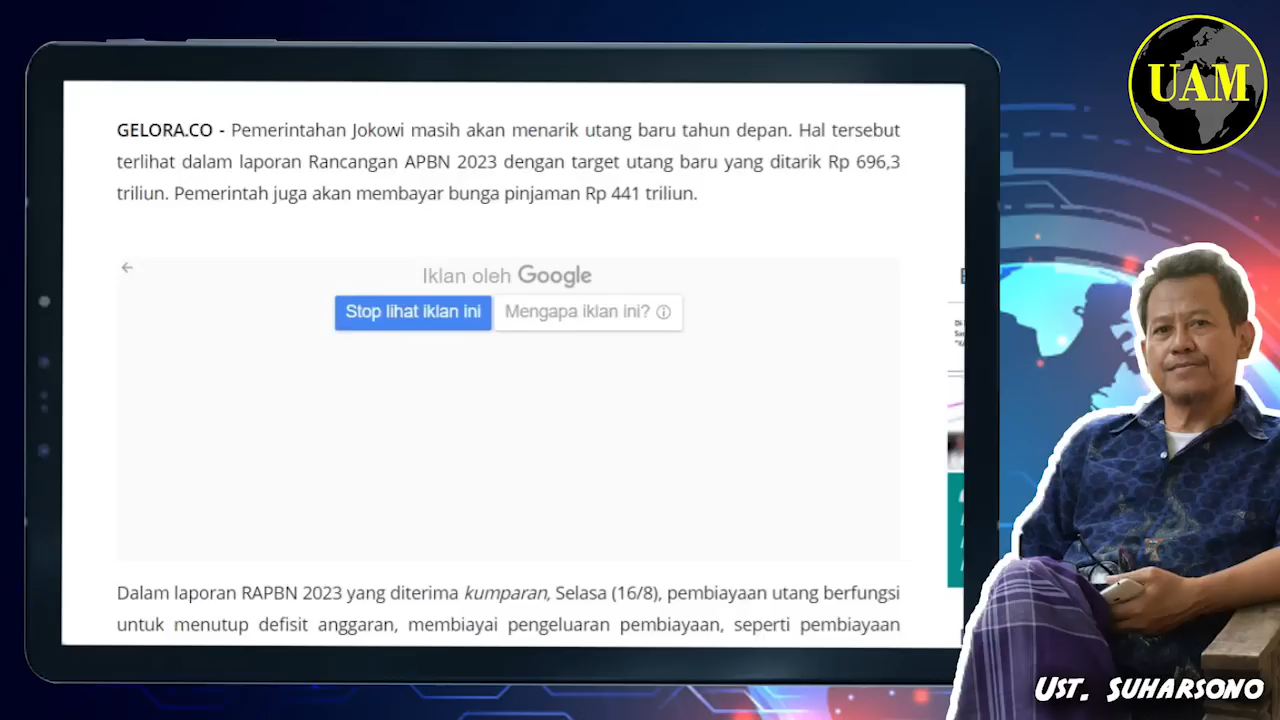 UAM
GELORA.CO - Pemerintahan Jokowi masih akan menarik utang baru tahun depan. Hal tersebut
terlihat dalam laporan Rancangan APBN 2023 dengan target utang baru yang ditarik Rp 696,3
triliun. Pemerintah juga akan membayar bunga pinjaman Rp 441 triliun.
Iklan oleh Google
Stop lihat iklan ini
Mengapa iklan ini?
Dalam laporan RAPBN 2023 yang diterima kumparan, Selasa (16/8), pembiayaan utang berfungsi
untuk menutup defisit anggaran, membiayai pengeluaran pembiayaan, seperti pembiayaan
Ust. Suharsono